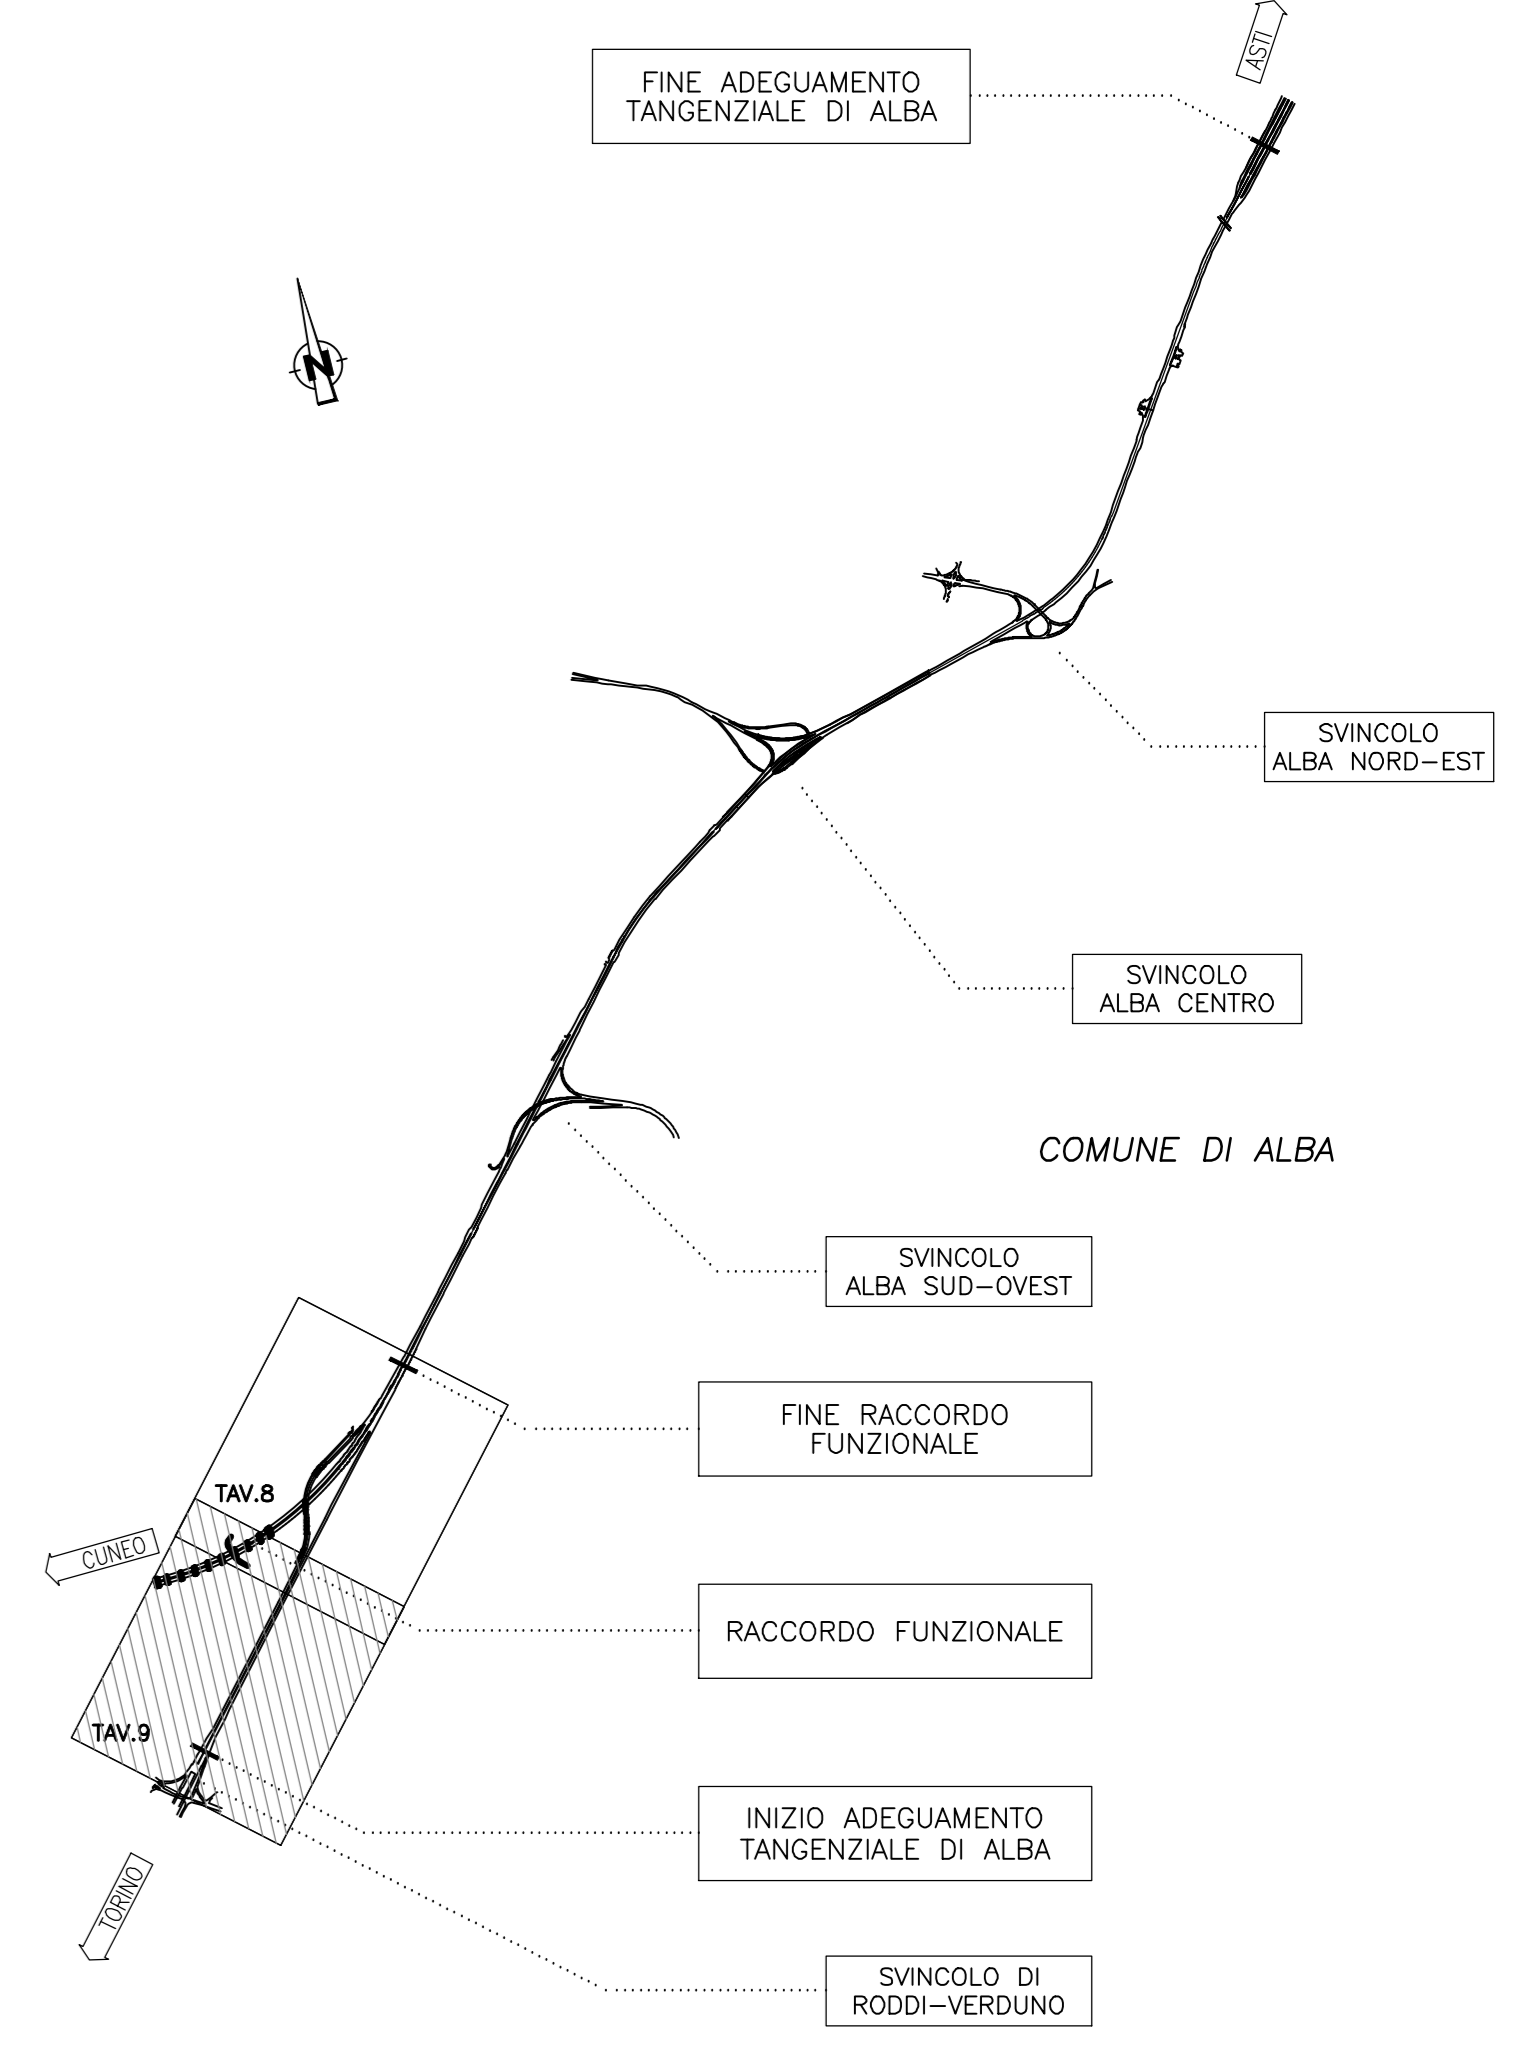 ASTI
FINE ADEGUAMENTO
TANGENZIALE DI ALBA
N
SVINCOLO
ALBA NORD-EST
SVINCOLO
ALBA CENTRO
COMUNE DI ALBA
SVINCOLO
ALBA SUD-OVEST
FINE RACCORDO
FUNZIONALE
TAV.8
CUNEO
RACCORDO FUNZIONALE
TAV.9
INIZIO ADEGUAMENTO
TANGENZIALE DI ALBA
TORINO
SVINCOLO DI
RODDI-VERDUNO